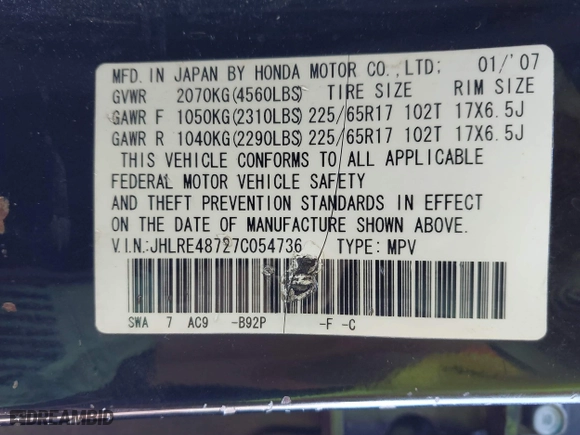 MFD. IN JAPAN BY HONDA MOTOR CO.,LTD; 01/'07
GVWR 2070KG(4560LBS) TIRE SIZE RIM SIZE
GAWR F 1050KG(2310LBS) 225/65R17 102T 17X6.5J
GAWR R 1040KG(2290LBS) 225/65R17 102T 17X6.5J
THIS VEHICLE CONFORMS TO ALL APPLICABLE
FEDERAL MOTOR VEHICLE SAFETY
AND THEFT PREVENTION STANDARDS IN EFFECT
ON THE DATE OF MANUFACTURE SHOWN ABOVE.
V.I.N:JHLRE48727C054736 TYPE: MPV
SWA 7 AC9 -B92P -F -C
DREAMBID